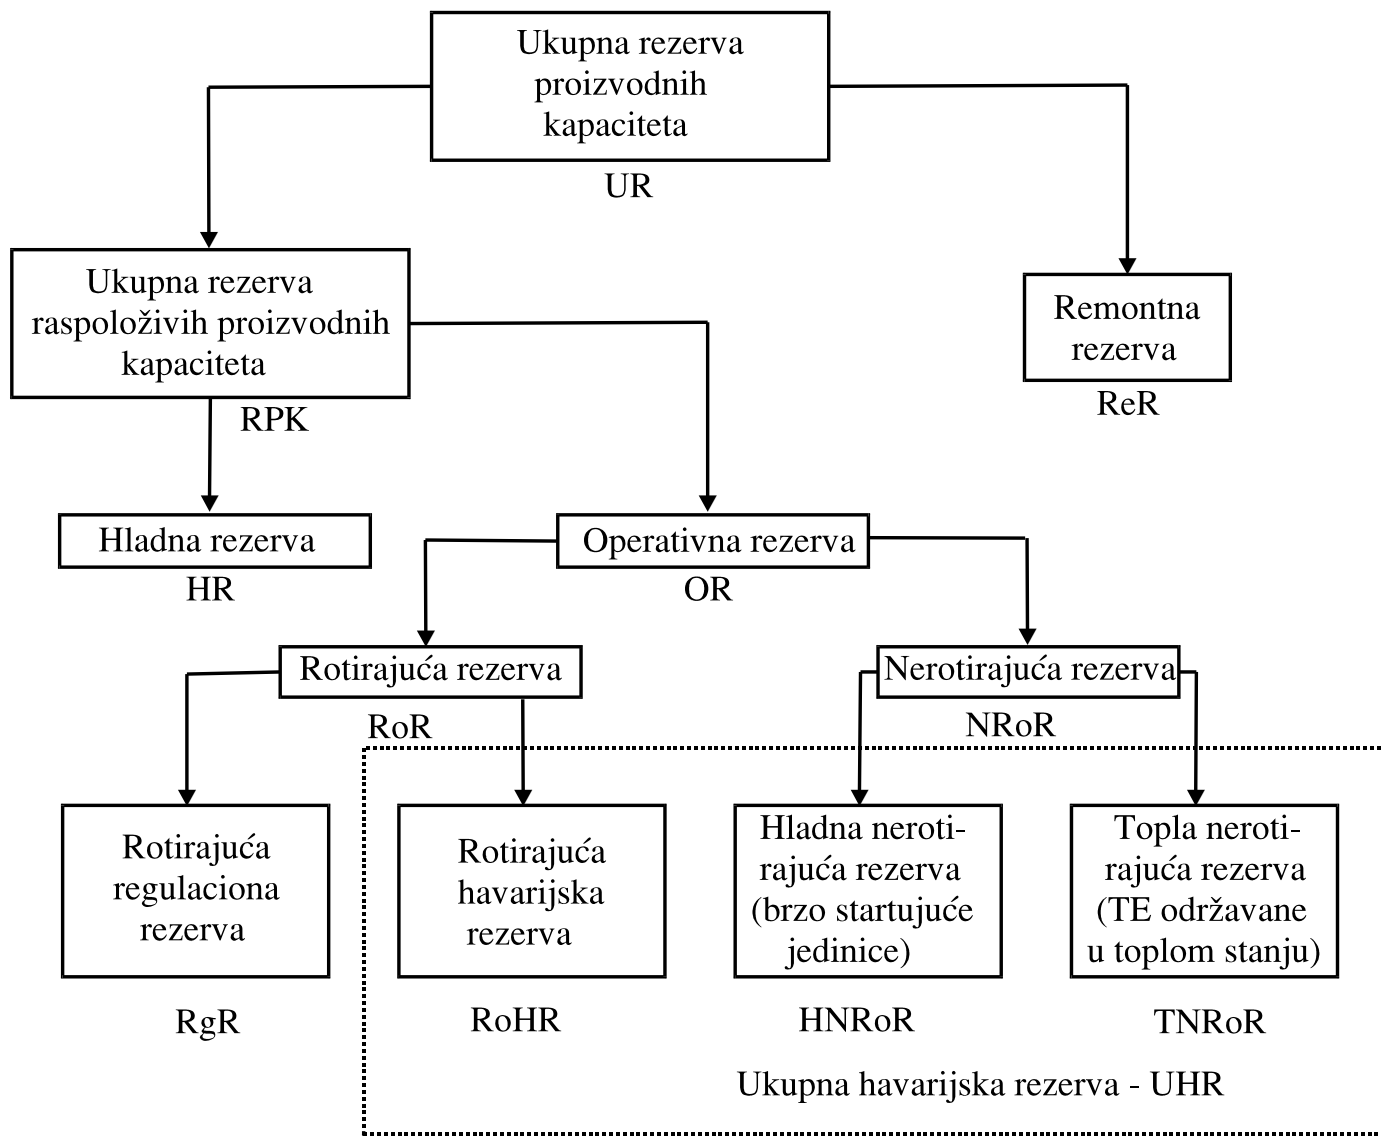 Ukupna rezerva
proizvodnih
kapaciteta
UR
Ukupna rezerva
raspoloživih proizvodnih
kapaciteta
RPK
Remontna
rezerva
ReR
Hladna rezerva
HR
Operativna rezerva
OR
Rotirajuća rezerva
RoR
Nerotirajuća rezerva
NRoR
Rotirajuća
regulaciona
rezerva
RgR
Rotirajuća
havarijska
rezerva
RoHR
Hladna neroti-
rajuća rezerva
(brzo startujuće
jedinice)
HNRoR
Topla neroti-
rajuća rezerva
(TE održavane
u toplom stanju)
TNRoR
Ukupna havarijska rezerva - UHR